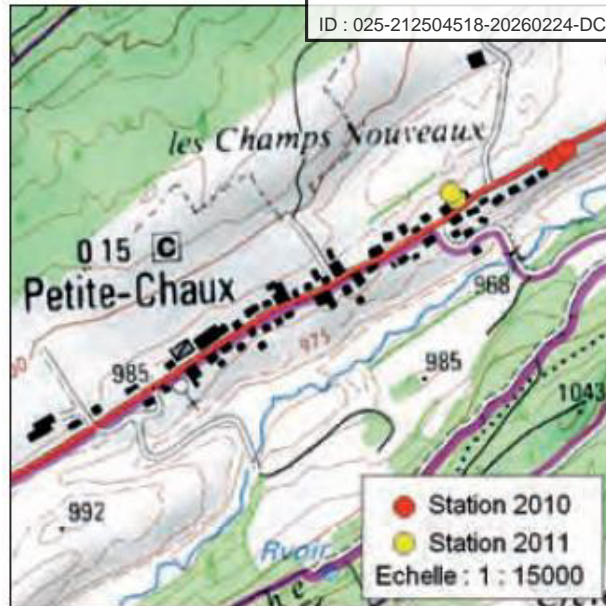 ID : 025-212504518-20260224-DC
les Champs Nouveaux
0 15 C
Petite-Chaux
968
975
985
985
1043
992
Station 2010
Station 2011
Echelle : 1 : 15000